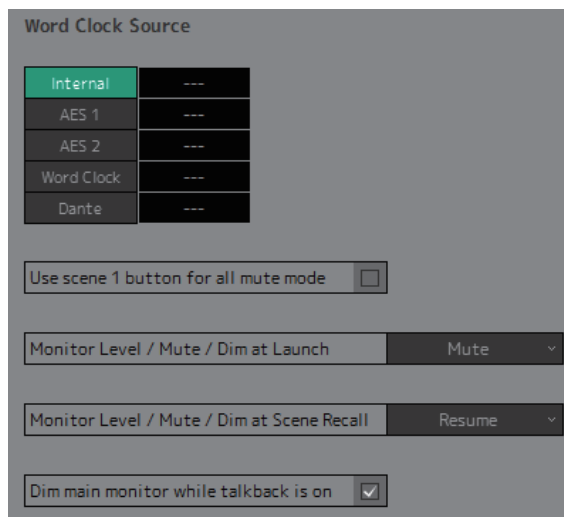 Word Clock Source
Internal ---
AES 1 ---
AES 2 ---
Word Clock ---
Dante ---
Use scene 1 button for all mute mode
Monitor Level / Mute / Dim at Launch Mute
Monitor Level / Mute / Dim at Scene Recall Resume
Dim main monitor while talkback is on